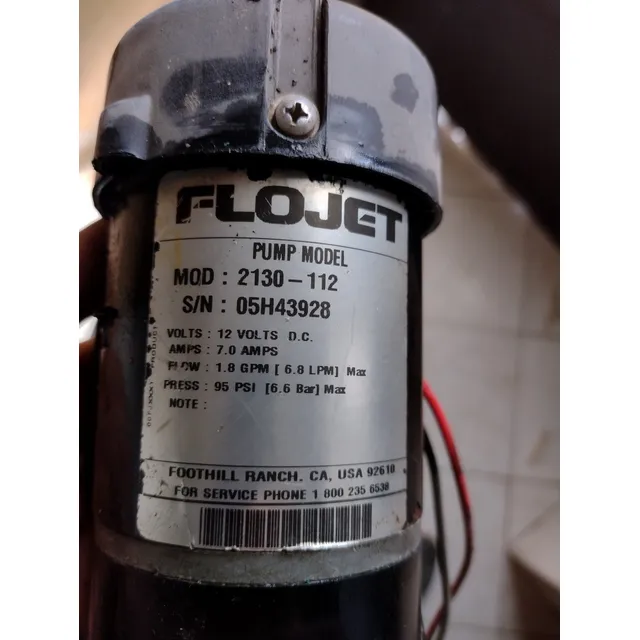 FLOJET
PUMP MODEL
MOD : 2130-112
S/N : 05H43928
VOLTS : 12 VOLTS D.C.
AMPS : 7.0 AMPS
FLOW : 1.8 GPM [ 6.8 LPM] Max
PRESS : 95 PSI [6.6 Bar] Max
NOTE :
FOOTHILL RANCH, CA, USA 92610
FOR SERVICE PHONE 1 800 235 6538